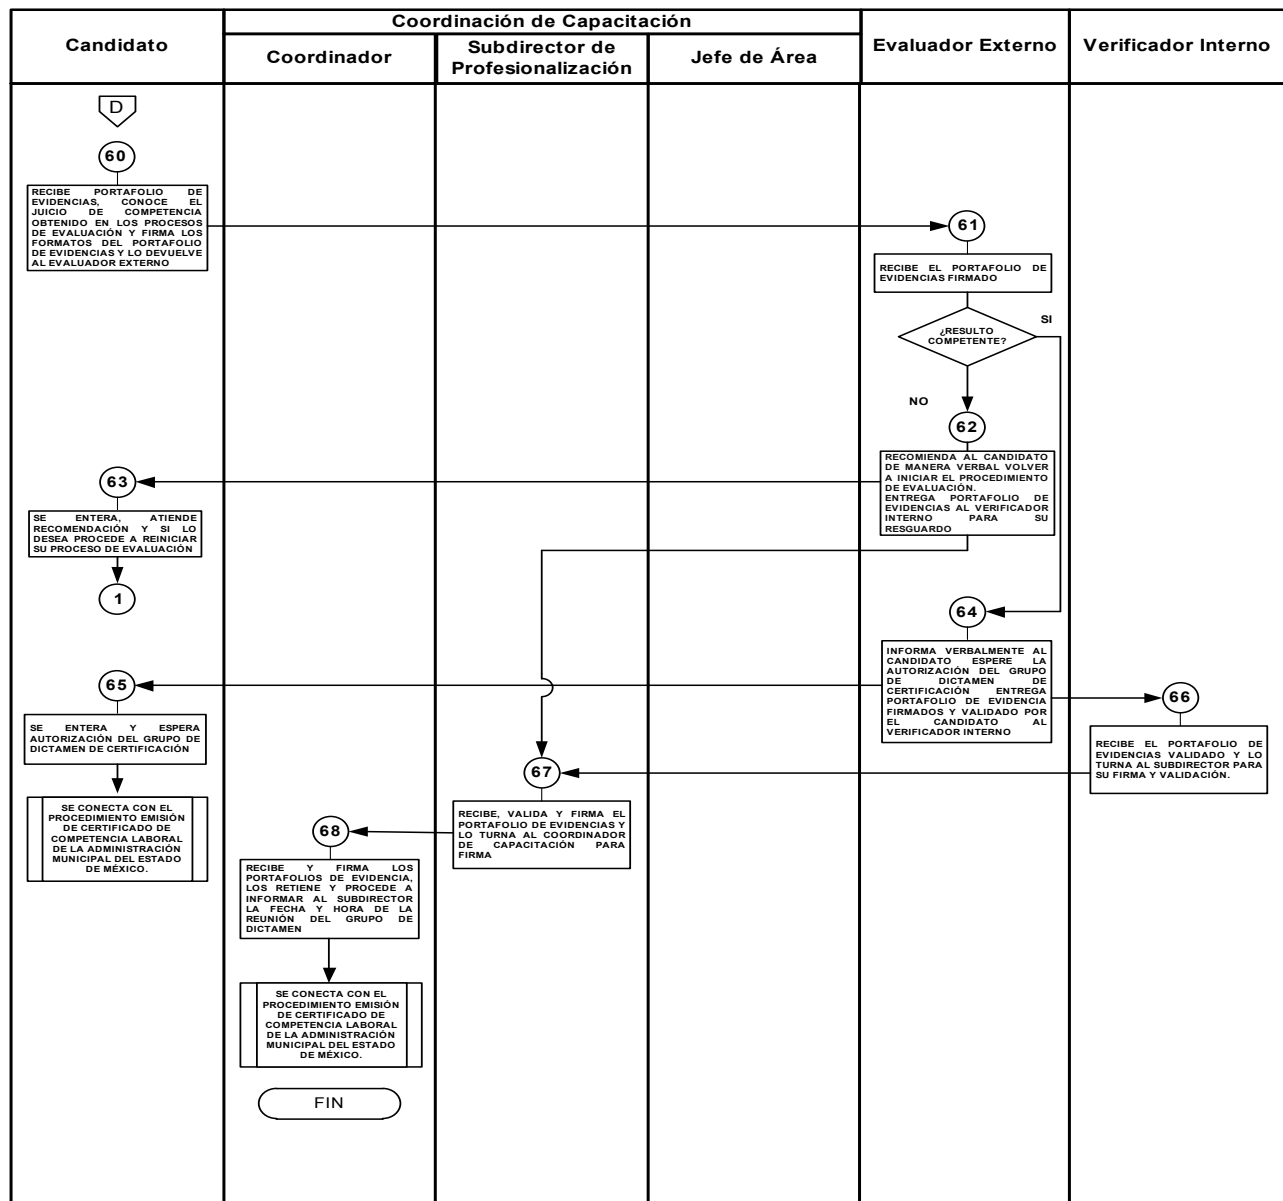 Candidato
Coordinación de Capacitación
Coordinador
Subdirector de
Profesionalización
Jefe de Área
Evaluador Externo
Verificador Interno
D
60
RECIBE PORTAFOLIO DE
EVIDENCIAS, CONOCE EL
JUICIO DE COMPETENCIA
OBTENIDO EN LOS PROCESOS
DE EVALUACIÓN Y FIRMA LOS
FORMATOS DEL PORTAFOLIO
DE EVIDENCIAS Y LO DEVUELVE
AL EVALUADOR EXTERNO
61
RECIBE EL PORTAFOLIO DE
EVIDENCIAS FIRMADO
¿RESULTO
COMPETENTE?
SI
NO
62
RECOMIENDA AL CANDIDATO
DE MANERA VERBAL VOLVER
A INICIAR EL PROCEDIMIENTO
DE EVALUACIÓN.
ENTREGA PORTAFOLIO DE
EVIDENCIAS AL VERIFICADOR
INTERNO PARA SU
RESGUARDO
63
SE ENTERA, ATIENDE
RECOMENDACIÓN Y SI LO
DESEA PROCEDE A REINICIAR
SU PROCESO DE EVALUACIÓN
1
64
INFORMA VERBALMENTE AL
CANDIDATO ESPERE LA
AUTORIZACIÓN DEL GRUPO
DE DICTAMEN DE
CERTIFICACIÓN ENTREGA
PORTAFOLIO DE EVIDENCIA
FIRMADOS Y VALIDADO POR
EL CANDIDATO AL
VERIFICADOR INTERNO
65
SE ENTERA Y ESPERA
AUTORIZACIÓN DEL GRUPO DE
DICTAMEN DE CERTIFICACIÓN
SE CONECTA CON EL
PROCEDIMIENTO EMISIÓN
DE CERTIFICADO DE
COMPETENCIA LABORAL
DE LA ADMINISTRACIÓN
MUNICIPAL DEL ESTADO
DE MÉXICO.
66
RECIBE EL PORTAFOLIO DE
EVIDENCIAS VALIDADO Y LO
TURNA AL SUBDIRECTOR PARA
SU FIRMA Y VALIDACIÓN.
67
RECIBE, VALIDA Y FIRMA EL
PORTAFOLIO DE EVIDENCIAS Y
LO TURNA AL COORDINADOR
DE CAPACITACIÓN PARA
FIRMA
68
RECIBE Y FIRMA LOS
PORTAFOLIOS DE EVIDENCIA,
LOS RETIENE Y PROCEDE A
INFORMAR AL SUBDIRECTOR
LA FECHA Y HORA DE LA
REUNIÓN DEL GRUPO DE
DICTAMEN
SE CONECTA CON EL
PROCEDIMIENTO EMISIÓN
DE CERTIFICADO DE
COMPETENCIA LABORAL
DE LA ADMINISTRACIÓN
MUNICIPAL DEL ESTADO
DE MÉXICO.
FIN